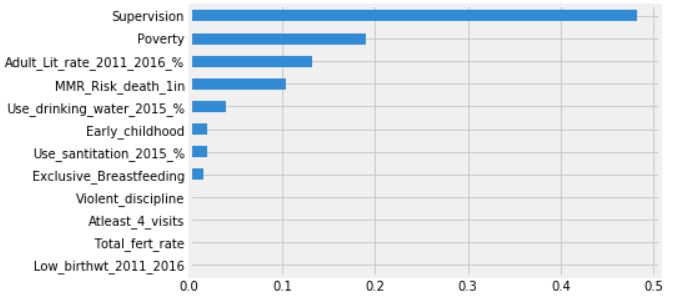 Supervision
Poverty
Adult_Lit_rate_2011_2016_%
MMR_Risk_death_1in
Use_drinking_water_2015_%
Early_childhood
Use_santitation_2015_%
Exclusive_Breastfeeding
Violent_discipline
Atleast_4_visits
Total_fert_rate
Low_birthwt_2011_2016
0.0 0.1 0.2 0.3 0.4 0.5